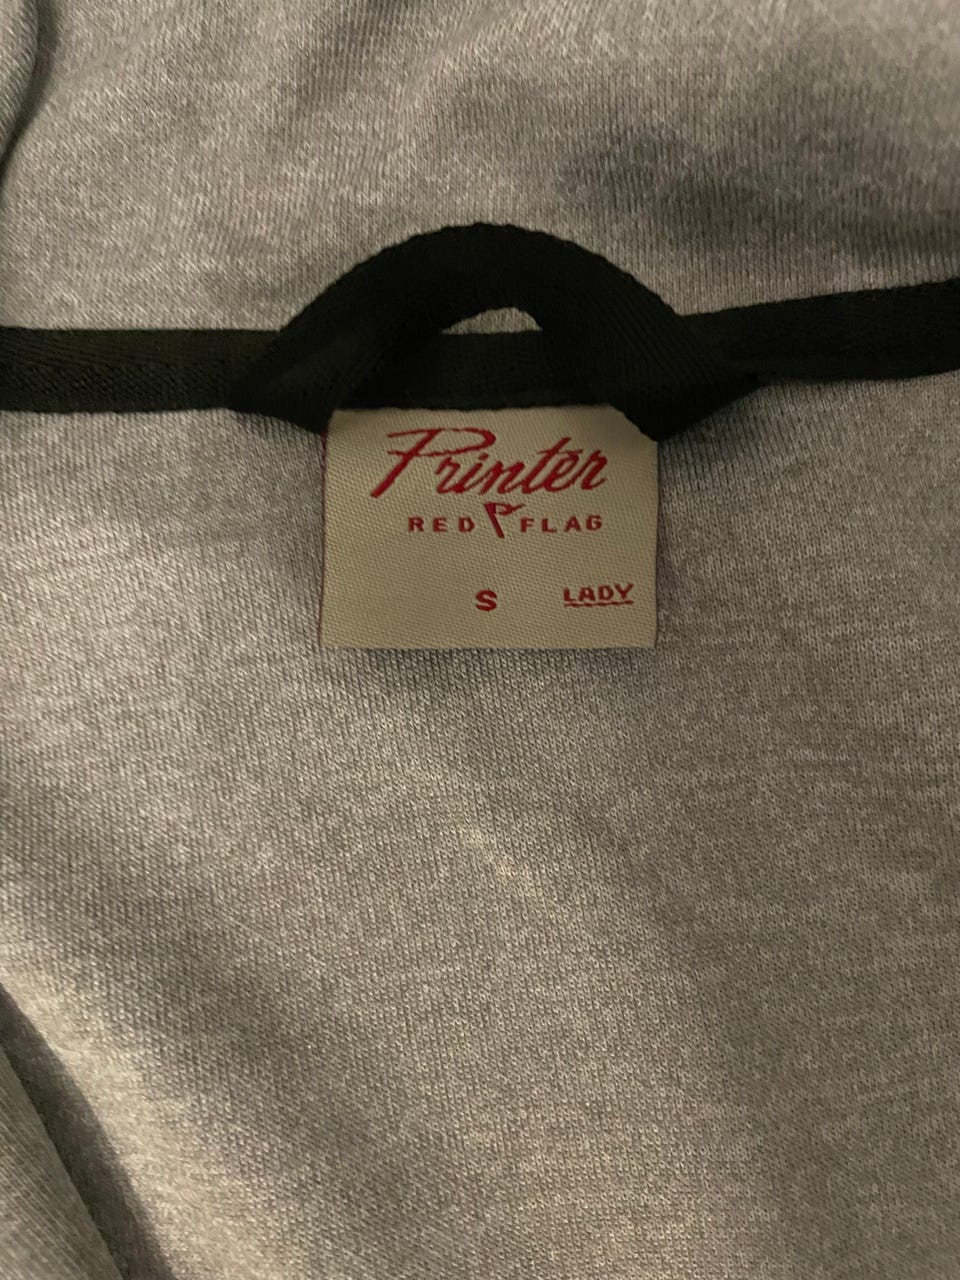 Printer
RED FLAG
S LADY